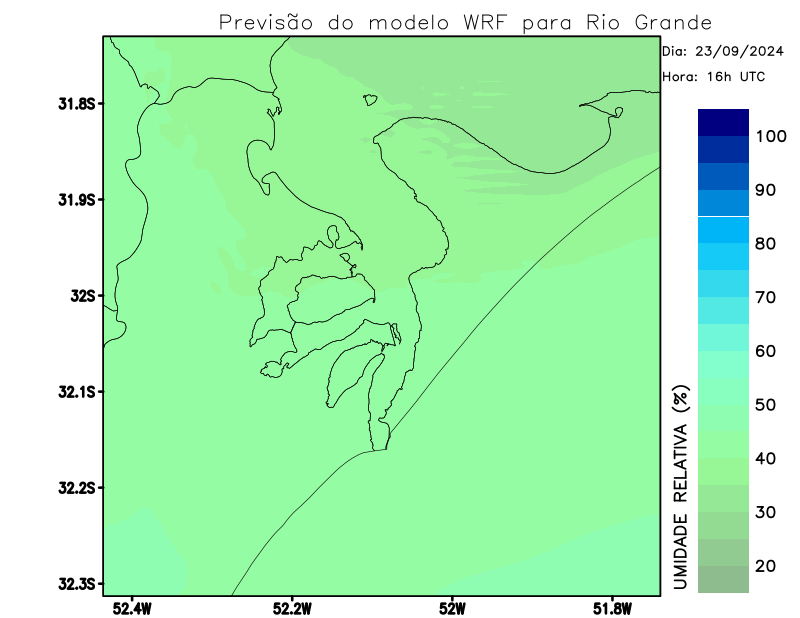 Previsão do modelo WRF para Rio Grande
Dia: 23/09/2024
Hora: 16h UTC
31.8S
31.9S
32S
32.1S
32.2S
32.3S
52.4W
52.2W
52W
51.8W
100
90
80
70
60
50
40
30
20
UMIDADE RELATIVA (%)